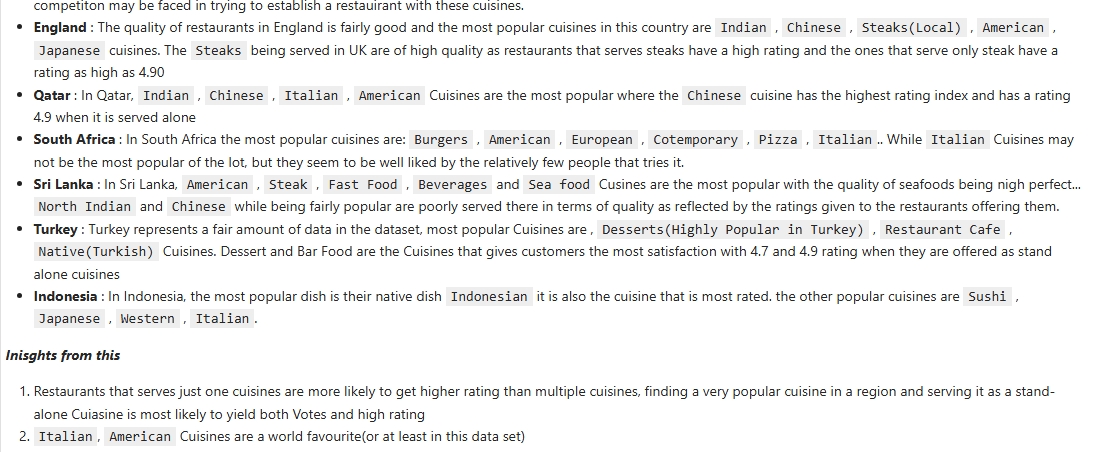 competiton may be faced in trying to establish a restauirant with these cuisines.
• England : The quality of restaurants in England is fairly good and the most popular cuisines in this country are Indian , Chinese , Steaks(Local) , American ,
Japanese cuisines. The Steaks being served in UK are of high quality as restaurants that serves steaks have a high rating and the ones that serve only steak have a
rating as high as 4.90
• Qatar : In Qatar, Indian , Chinese , Italian , American Cuisines are the most popular where the Chinese cuisine has the highest rating index and has a rating
4.9 when it is served alone
• South Africa : In South Africa the most popular cuisines are: Burgers , American , European , Cotemporary , Pizza , Italian .. While Italian Cuisines may
not be the most popular of the lot, but they seem to be well liked by the relatively few people that tries it.
• Sri Lanka : In Sri Lanka, American , Steak , Fast Food , Beverages and Sea food Cusines are the most popular with the quality of seafoods being nigh perfect...
North Indian and Chinese while being fairly popular are poorly served there in terms of quality as reflected by the ratings given to the restaurants offering them.
• Turkey : Turkey represents a fair amount of data in the dataset, most popular Cuisines are , Desserts(Highly Popular in Turkey) , Restaurant Cafe ,
Native(Turkish) Cuisines. Dessert and Bar Food are the Cuisines that gives customers the most satisfaction with 4.7 and 4.9 rating when they are offered as stand
alone cuisines
• Indonesia : In Indonesia, the most popular dish is their native dish Indonesian it is also the cuisine that is most rated. the other popular cuisines are Sushi ,
Japanese , Western , Italian .
Inisghts from this
1. Restaurants that serves just one cuisines are more likely to get higher rating than multiple cuisines, finding a very popular cuisine in a region and serving it as a stand-
alone Cuiasine is most likely to yield both Votes and high rating
2. Italian , American Cuisines are a world favourite(or at least in this data set)